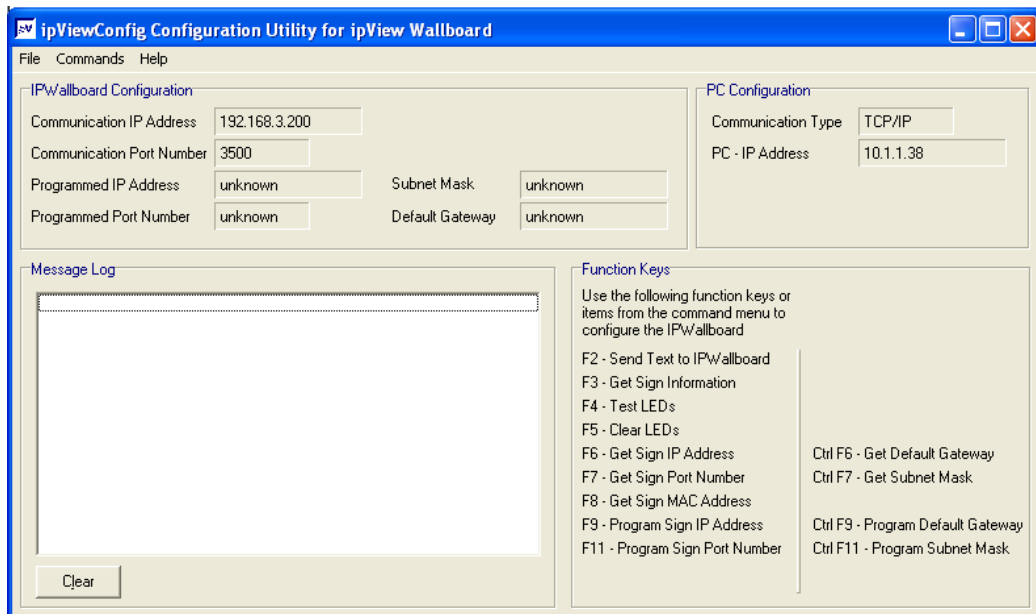 ipViewConfig Configuration Utility for ipView Wallboard
File Commands Help
IPWallboard Configuration
Communication IP Address 192.168.3.200
Communication Port Number 3500
Programmed IP Address unknown Subnet Mask unknown
Programmed Port Number unknown Default Gateway unknown
PC Configuration
Communication Type TCP/IP
PC - IP Address 10.1.1.38
Message Log
Clear
Function Keys
Use the following function keys or
items from the command menu to
configure the IPWallboard
F2 - Send Text to IPWallboard
F3 - Get Sign Information
F4 - Test LEDs
F5 - Clear LEDs
F6 - Get Sign IP Address Ctrl F6 - Get Default Gateway
F7 - Get Sign Port Number Ctrl F7 - Get Subnet Mask
F8 - Get Sign MAC Address
F9 - Program Sign IP Address Ctrl F9 - Program Default Gateway
F11 - Program Sign Port Number Ctrl F11 - Program Subnet Mask